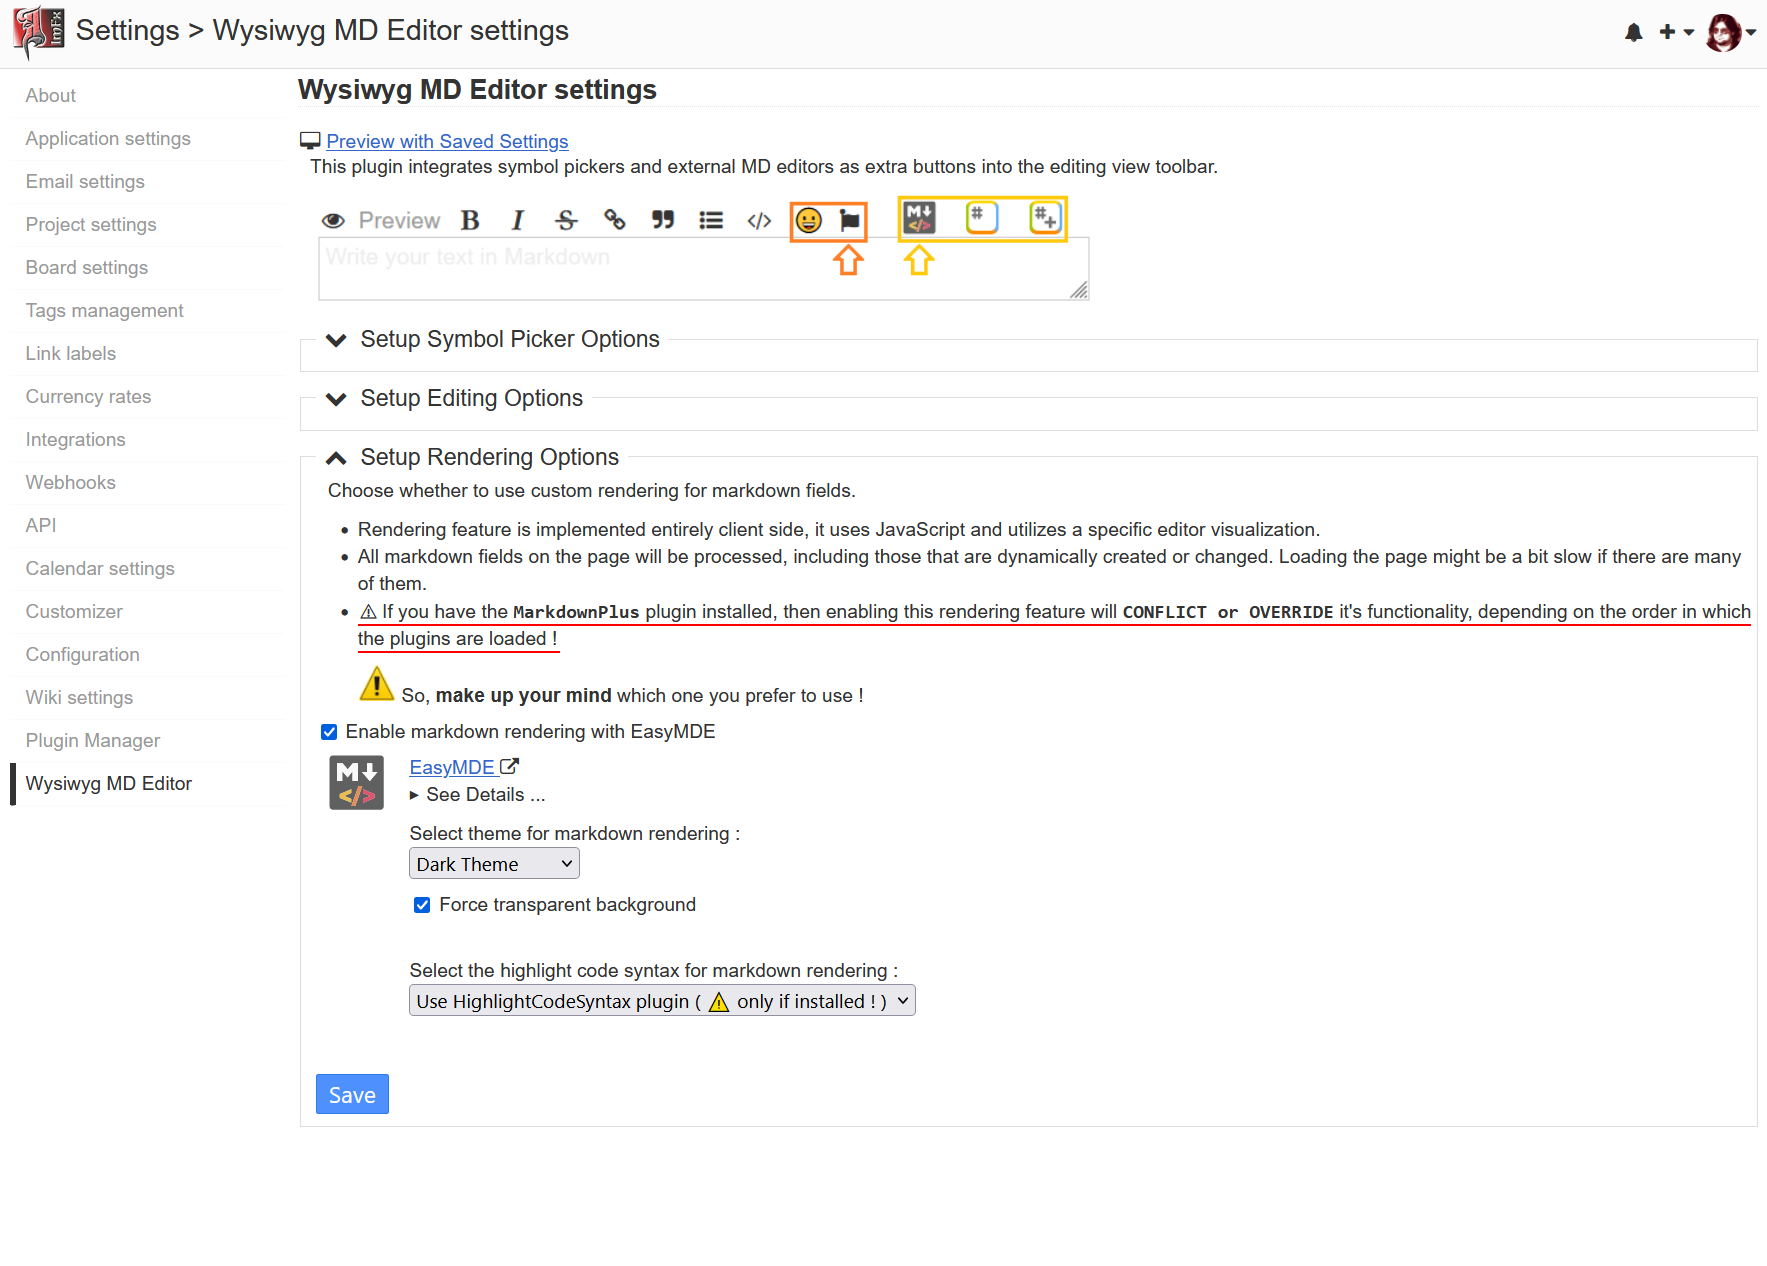 Settings > Wysiwyg MD Editor settings
About
Application settings
Email settings
Project settings
Board settings
Tags management
Link labels
Currency rates
Integrations
Webhooks
API
Calendar settings
Customizer
Configuration
Wiki settings
Plugin Manager
Wysiwyg MD Editor
Wysiwyg MD Editor settings
Preview with Saved Settings
This plugin integrates symbol pickers and external MD editors as extra buttons into the editing view toolbar.
Preview B I S
Write your text in Markdown
Setup Symbol Picker Options
Setup Editing Options
Setup Rendering Options
Choose whether to use custom rendering for markdown fields.
• Rendering feature is implemented entirely client side, it uses JavaScript and utilizes a specific editor visualization.
• All markdown fields on the page will be processed, including those that are dynamically created or changed. Loading the page might be a bit slow if there are many
of them.
• ⚠ If you have the MarkdownPlus plugin installed, then enabling this rendering feature will CONFLICT or OVERRIDE it's functionality, depending on the order in which
the plugins are loaded !
⚠ So, make up your mind which one you prefer to use !
Enable markdown rendering with EasyMDE
EasyMDE
▸ See Details ...
Select theme for markdown rendering :
Dark Theme
Force transparent background
Select the highlight code syntax for markdown rendering :
Use HighlightCodeSyntax plugin ( ⚠ only if installed ! )
Save